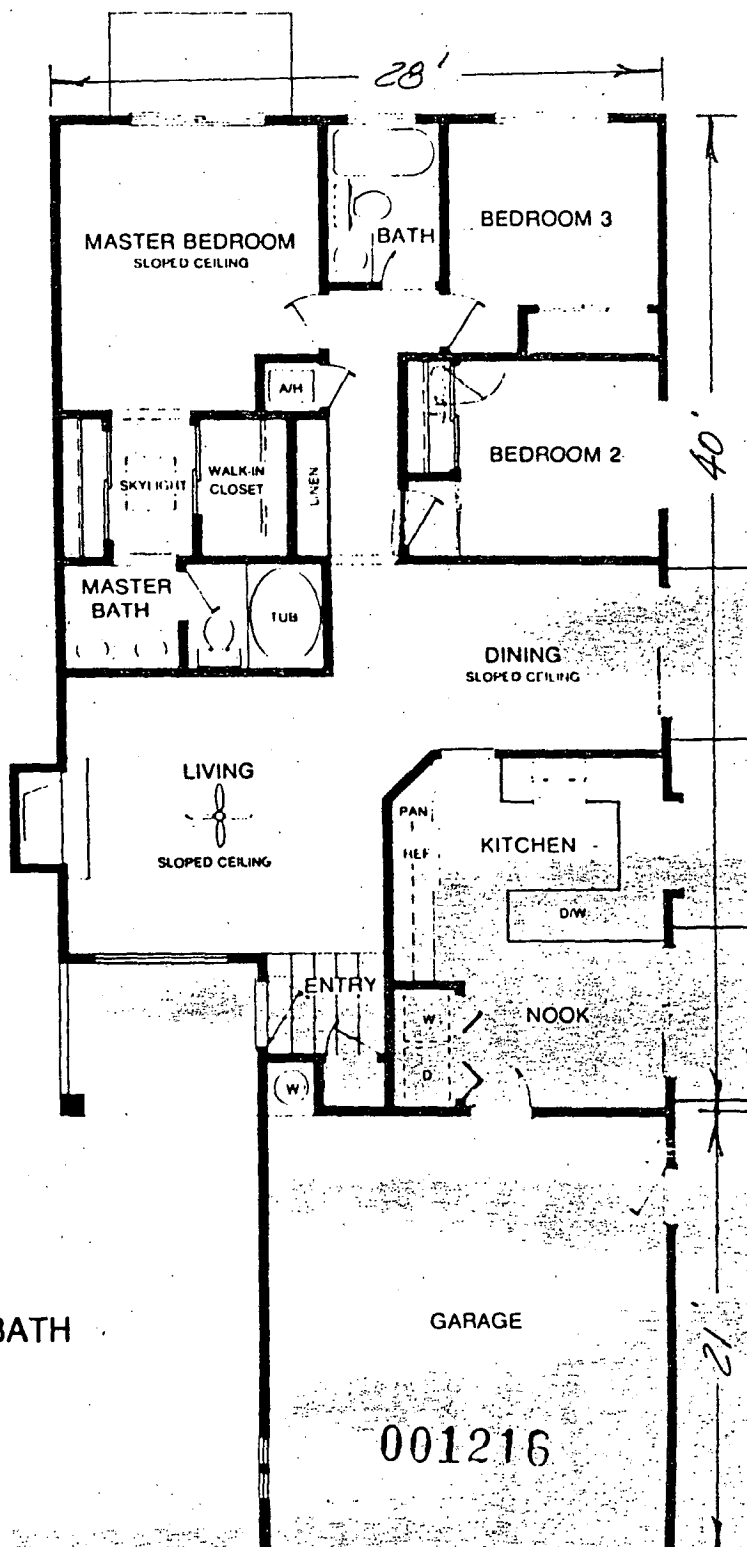 28'
MASTER BEDROOM
SLOPED CEILING
BATH
BEDROOM 3
A/H
40'
BEDROOM 2
SKYLIGHT
WALK-IN
CLOSET
LINEN
MASTER
BATH
TUB
DINING
SLOPED CEILING
LIVING
SLOPED CEILING
PAN
REF
KITCHEN
D/W
ENTRY
NOOK
W
D
W
BATH
GARAGE
21'
001216